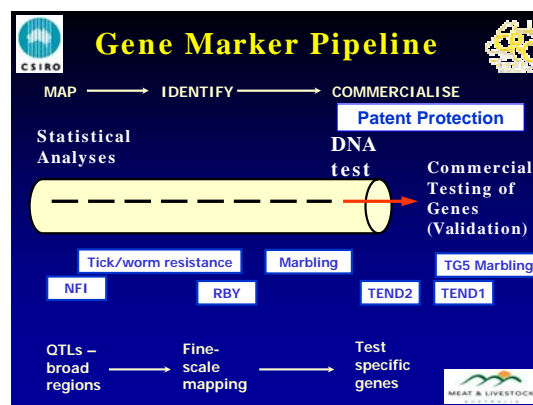 Gene Marker Pipeline
CSIRO
MAP IDENTIFY COMMERCIALISE
Patent Protection
Statistical
Analyses
DNA
test
Commercial
Testing of
Genes
(Validation)
Tick/worm resistance
Marbling
TG5 Marbling
NFI
RBY
TEND2
TEND1
QTLs –
broad
regions
Fine-
scale
mapping
Test
specific
genes
MEAT & LIVESTOCK
AUSTRALIA